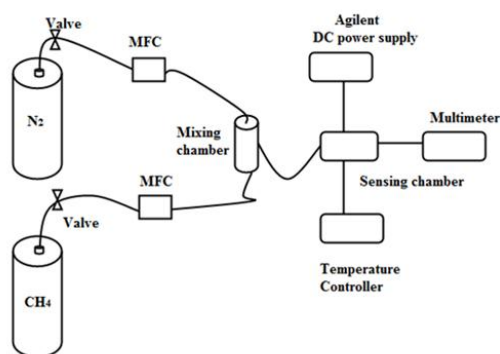 Valve
MFC
N2
Agilent
DC power supply
Mixing
chamber
Multimeter
Sensing chamber
MFC
Valve
CH4
Temperature
Controller